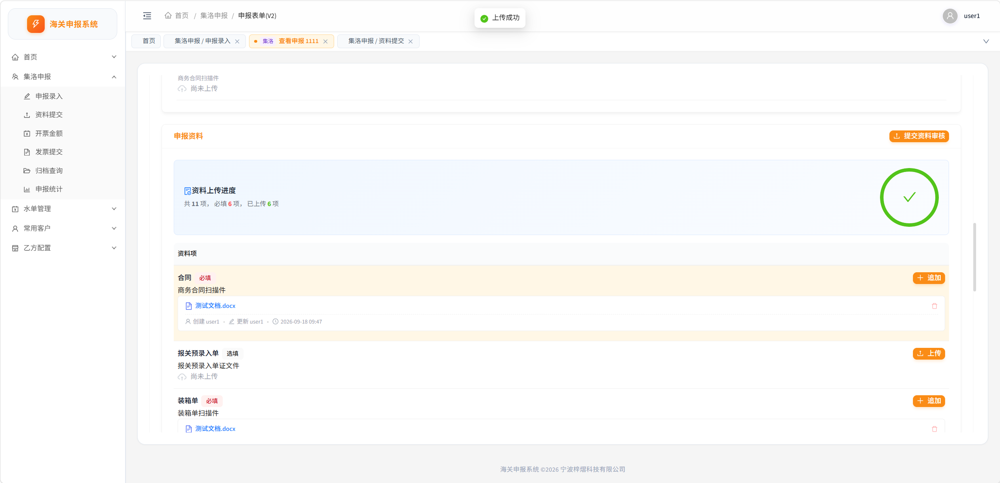 海关申报系统
首页 / 集洛申报 / 申报表单(V2)
上传成功
user1
首页
集洛申报 / 申报录入
集洛 查看申报 1111
集洛申报 / 资料提交
首页
集洛申报
申报录入
资料提交
开票金额
发票提交
归档查询
申报统计
水单管理
常用客户
乙方配置
商务合同扫描件
尚未上传
申报资料
提交资料审核
资料上传进度
共 11 项， 必填 6 项， 已上传 6 项
资料项
合同 必填
追加
商务合同扫描件
测试文档.docx
创建 user1 • 更新 user1 • 2026-09-18 09:47
报关预录入单 选填
上传
报关预录入单证文件
尚未上传
装箱单 必填
追加
装箱单扫描件
测试文档.docx
海关申报系统 ©2026 宁波梓熠科技有限公司